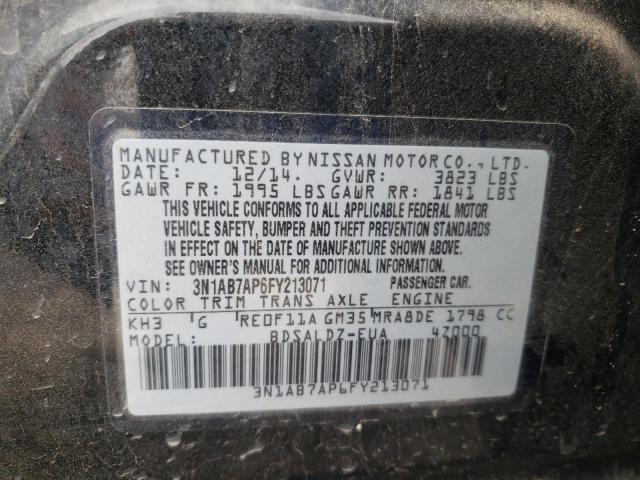 MANUFACTURED BY NISSAN MOTOR CO., LTD.
DATE: 12/14. GVWR: 3823 LBS
GAWR FR: 1995 LBS GAWR RR: 1841 LBS
THIS VEHICLE CONFORMS TO ALL APPLICABLE FEDERAL MOTOR
VEHICLE SAFETY, BUMPER AND THEFT PREVENTION STANDARDS
IN EFFECT ON THE DATE OF MANUFACTURE SHOWN ABOVE.
SEE OWNER'S MANUAL FOR ADDITIONAL INFORMATION.
VIN: 3N1AB7AP6FY213071 PASSENGER CAR.
COLOR TRIM TRANS AXLE ENGINE
KH3 G RE0F11A GM35 MRA8DE 1798 CC
MODEL: BDSALDZ-EUA 4Z000
3N1AB7AP6FY213071